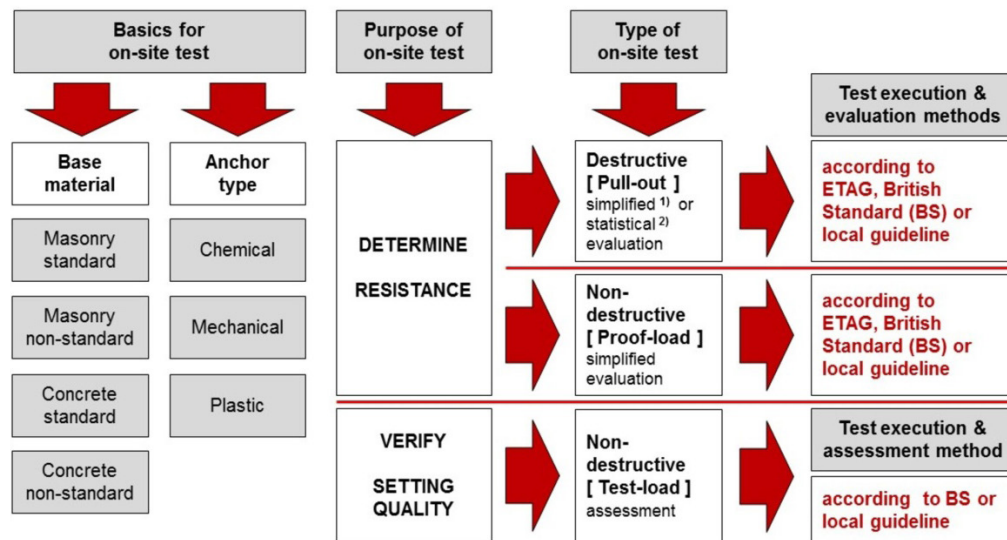 Basics for
on-site test
Purpose of
on-site test
Type of
on-site test
Test execution &
evaluation methods
Base
material
Anchor
type
Masonry
standard
Chemical
Masonry
non-standard
Mechanical
Concrete
standard
Plastic
Concrete
non-standard
DETERMINE
RESISTANCE
Destructive
[ Pull-out ]
simplified 1) or
statistical 2)
evaluation
according to
ETAG, British
Standard (BS) or
local guideline
Non-
destructive
[ Proof-load ]
simplified
evaluation
according to
ETAG, British
Standard (BS) or
local guideline
VERIFY
SETTING
QUALITY
Non-
destructive
[ Test-load ]
assessment
Test execution &
assessment method
according to BS or
local guideline